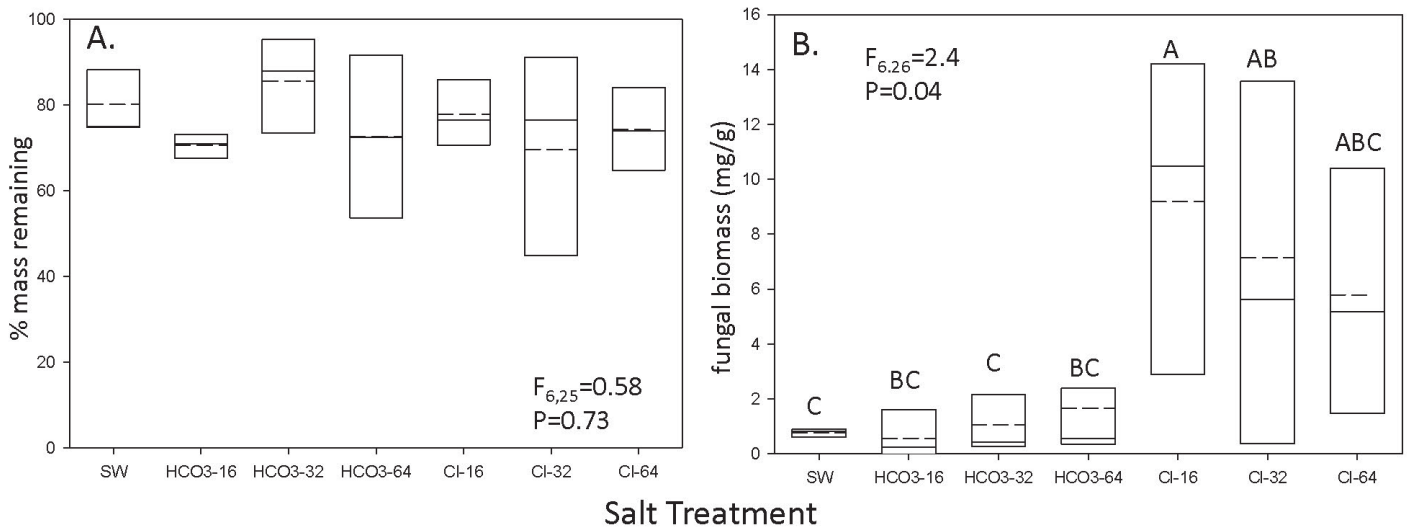 A.
% mass remaining
100
80
60
40
20
0
F6,25=0.58
P=0.73
SW HCO3-16 HCO3-32 HCO3-64 Cl-16 Cl-32 Cl-64
B.
fungal biomass (mg/g)
16
14
12
10
8
6
4
2
0
F6.26=2.4
P=0.04
C BC C BC A AB ABC
SW HCO3-16 HCO3-32 HCO3-64 Cl-16 Cl-32 Cl-64
Salt Treatment